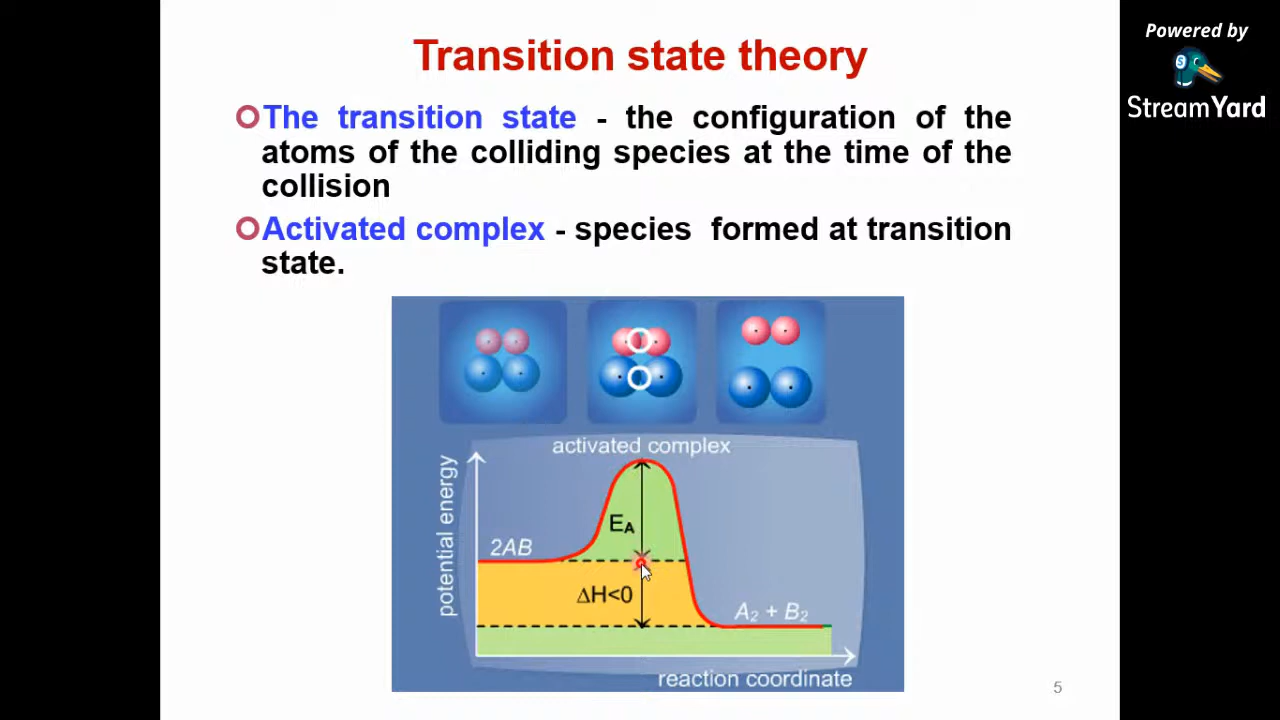 Transition state theory
Powered by
StreamYard
The transition state - the configuration of the
atoms of the colliding species at the time of the
collision
Activated complex - species formed at transition
state.
activated complex
potential energy
E_A
2AB
ΔH<0
A₂ + B₂
reaction coordinate
5